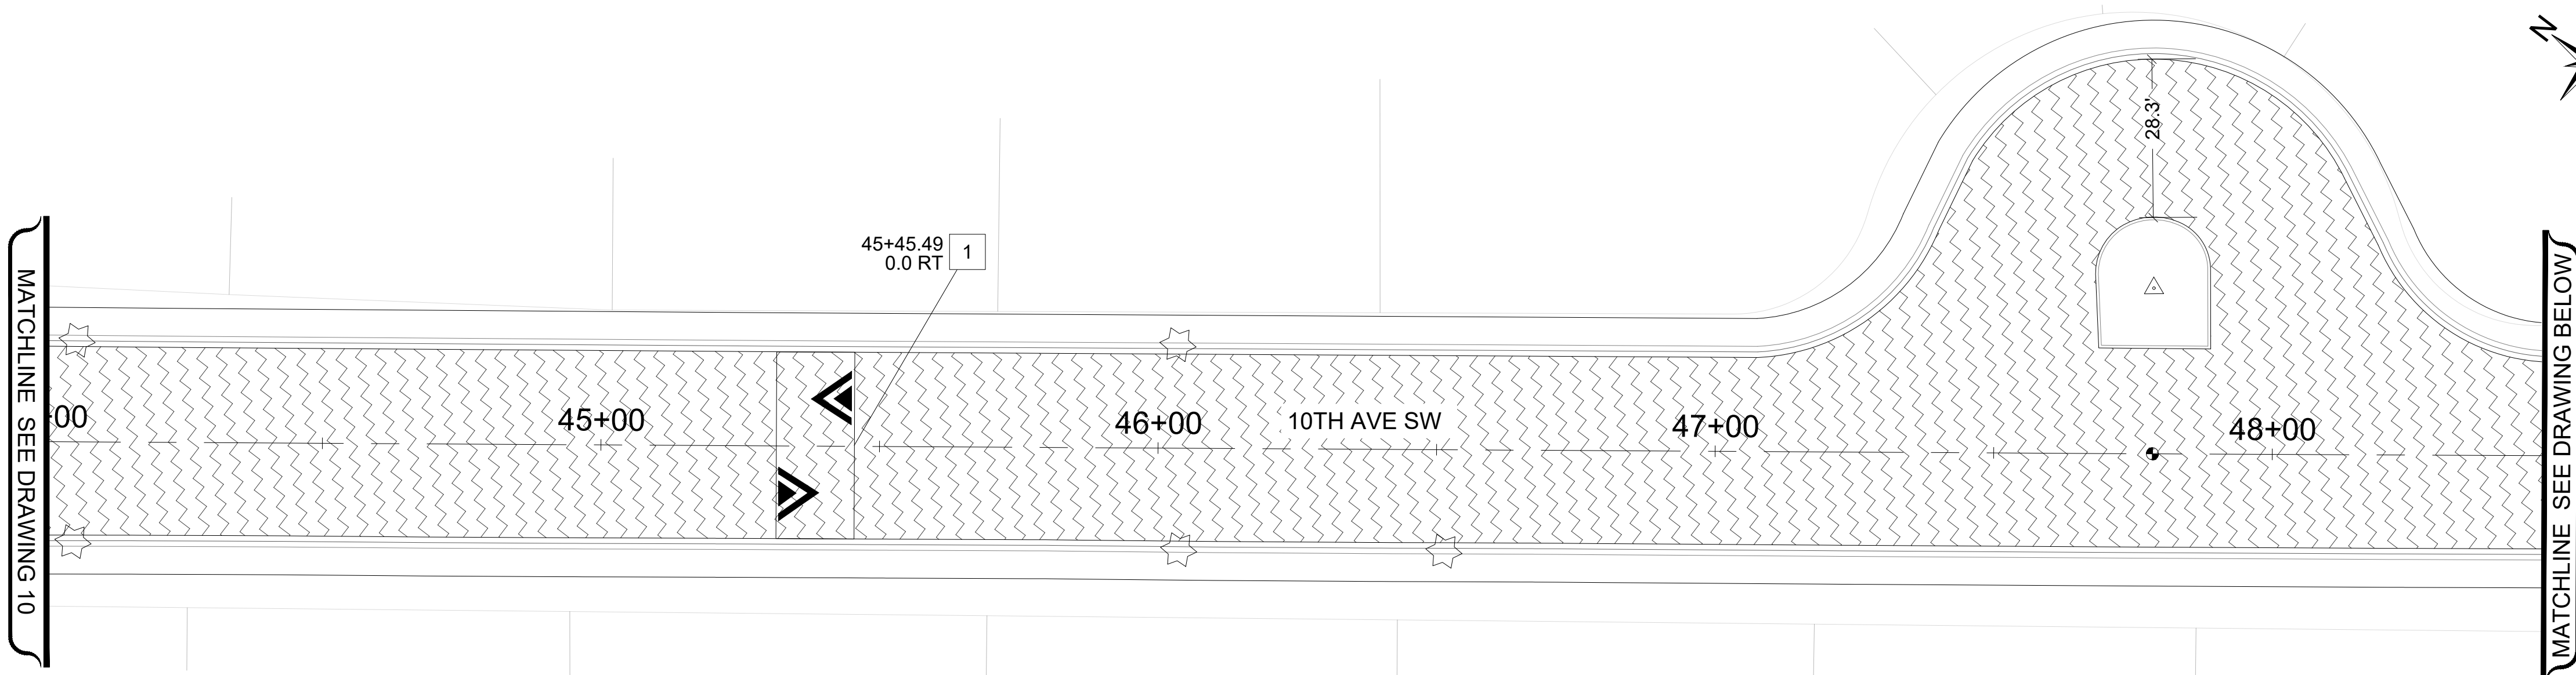 MATCHLINE SEE DRAWING 10
45+45.49
0.0 RT
1
28.3'
N
+00
45+00
46+00
10TH AVE SW
47+00
48+00
MATCHLINE SEE DRAWING BELOW